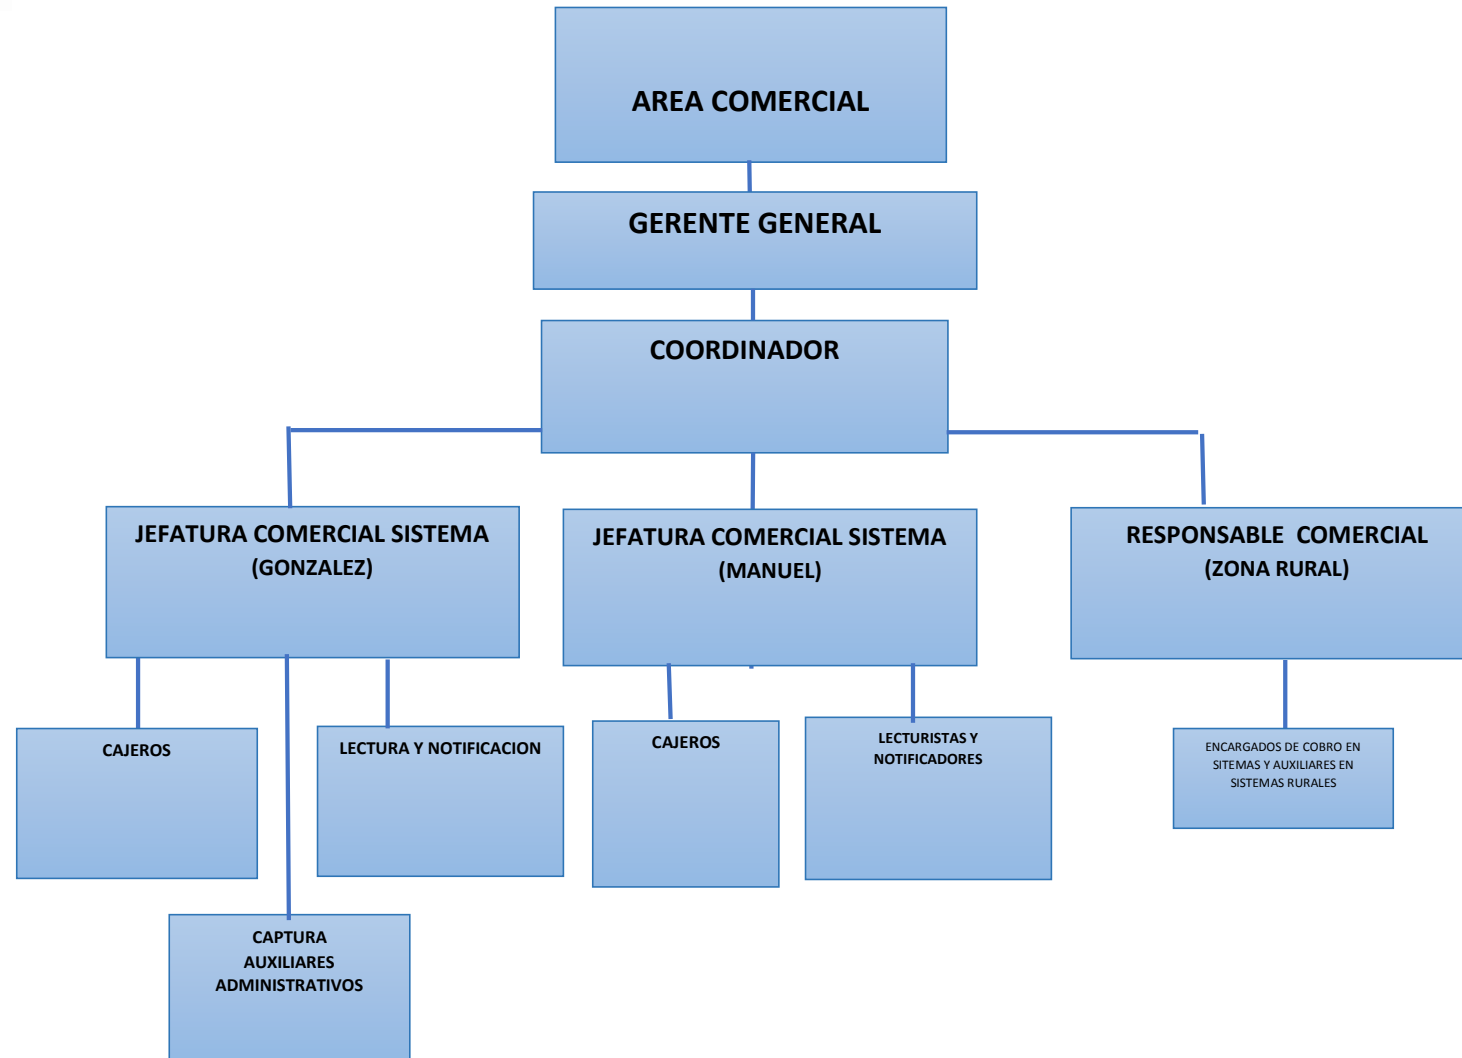 AREA COMERCIAL
GERENTE GENERAL
COORDINADOR
JEFATURA COMERCIAL SISTEMA
(GONZALEZ)
JEFATURA COMERCIAL SISTEMA
(MANUEL)
RESPONSABLE  COMERCIAL
(ZONA RURAL)
CAJEROS
LECTURA Y NOTIFICACION
CAJEROS
LECTURISTAS Y
NOTIFICADORES
ENCARGADOS DE COBRO EN
SITEMAS Y AUXILIARES EN
SISTEMAS RURALES
CAPTURA
AUXILIARES
ADMINISTRATIVOS